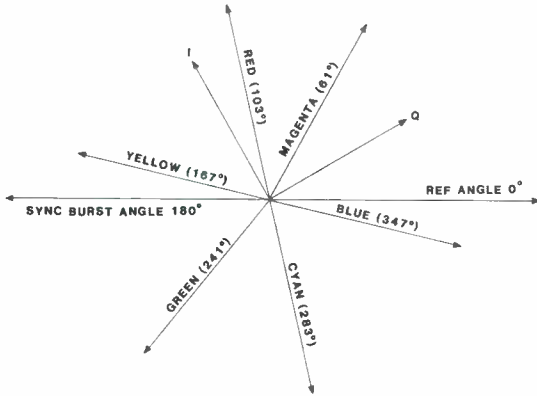 RED (103°)
I
MAGENTA (61°)
Q
YELLOW (167°)
REF ANGLE 0°
SYNC BURST ANGLE 180°
BLUE (347°)
GREEN (241°)
CYAN (283°)